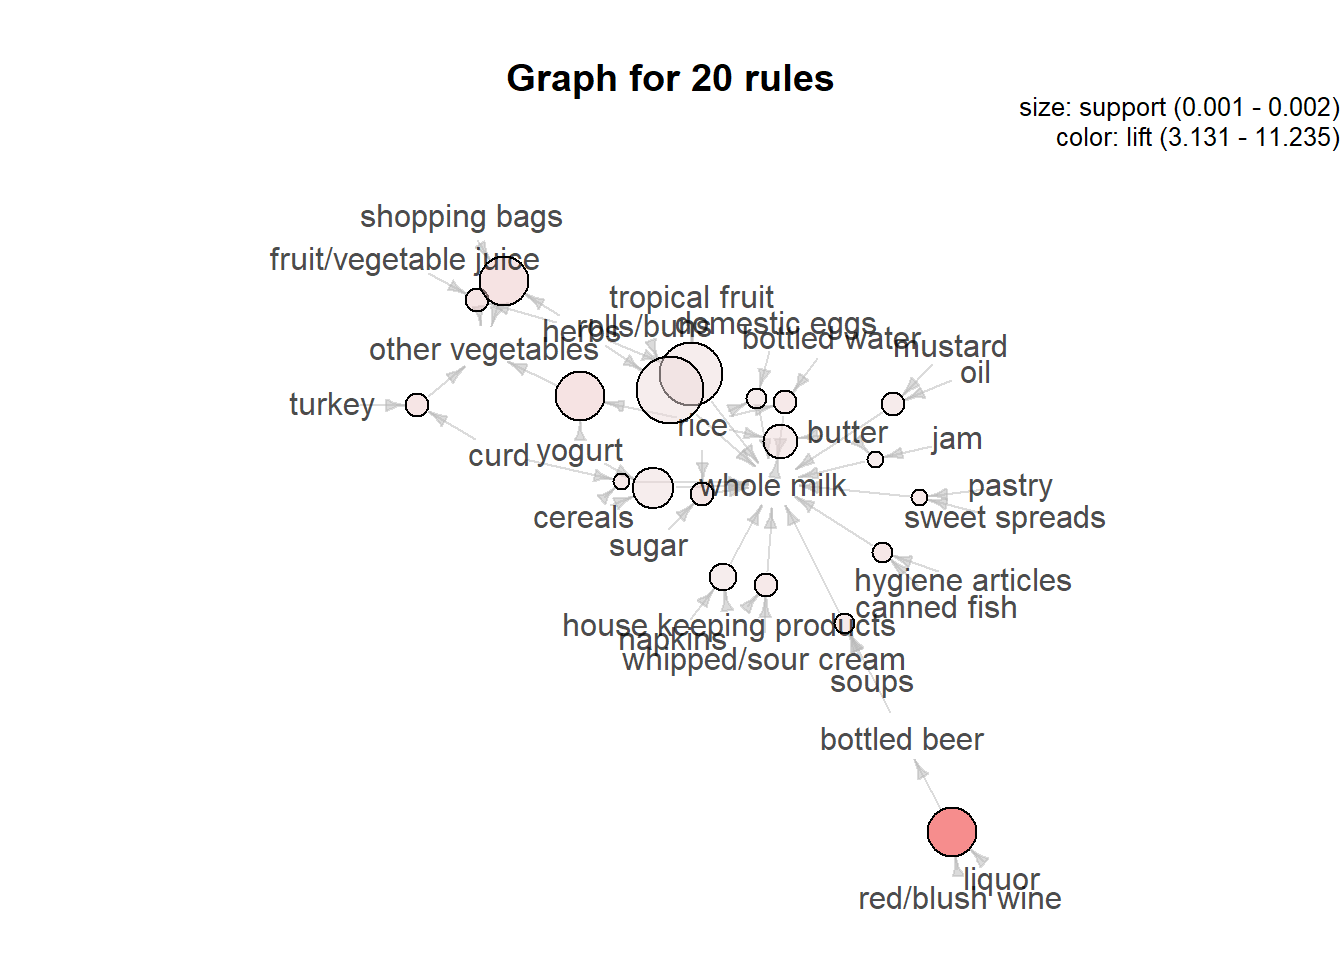 Graph for 20 rules
size: support (0.001 - 0.002)
color: lift (3.131 - 11.235)
shopping bags
fruit/vegetable juice
tropical fruit
herbs
rolls/buns
domestic eggs
bottled water
mustard
other vegetables
oil
turkey
rice
butter
jam
curd
yogurt
whole milk
pastry
cereals
sweet spreads
sugar
hygiene articles
canned fish
house keeping products
napkins
whipped/sour cream
soups
bottled beer
liquor
red/blush wine